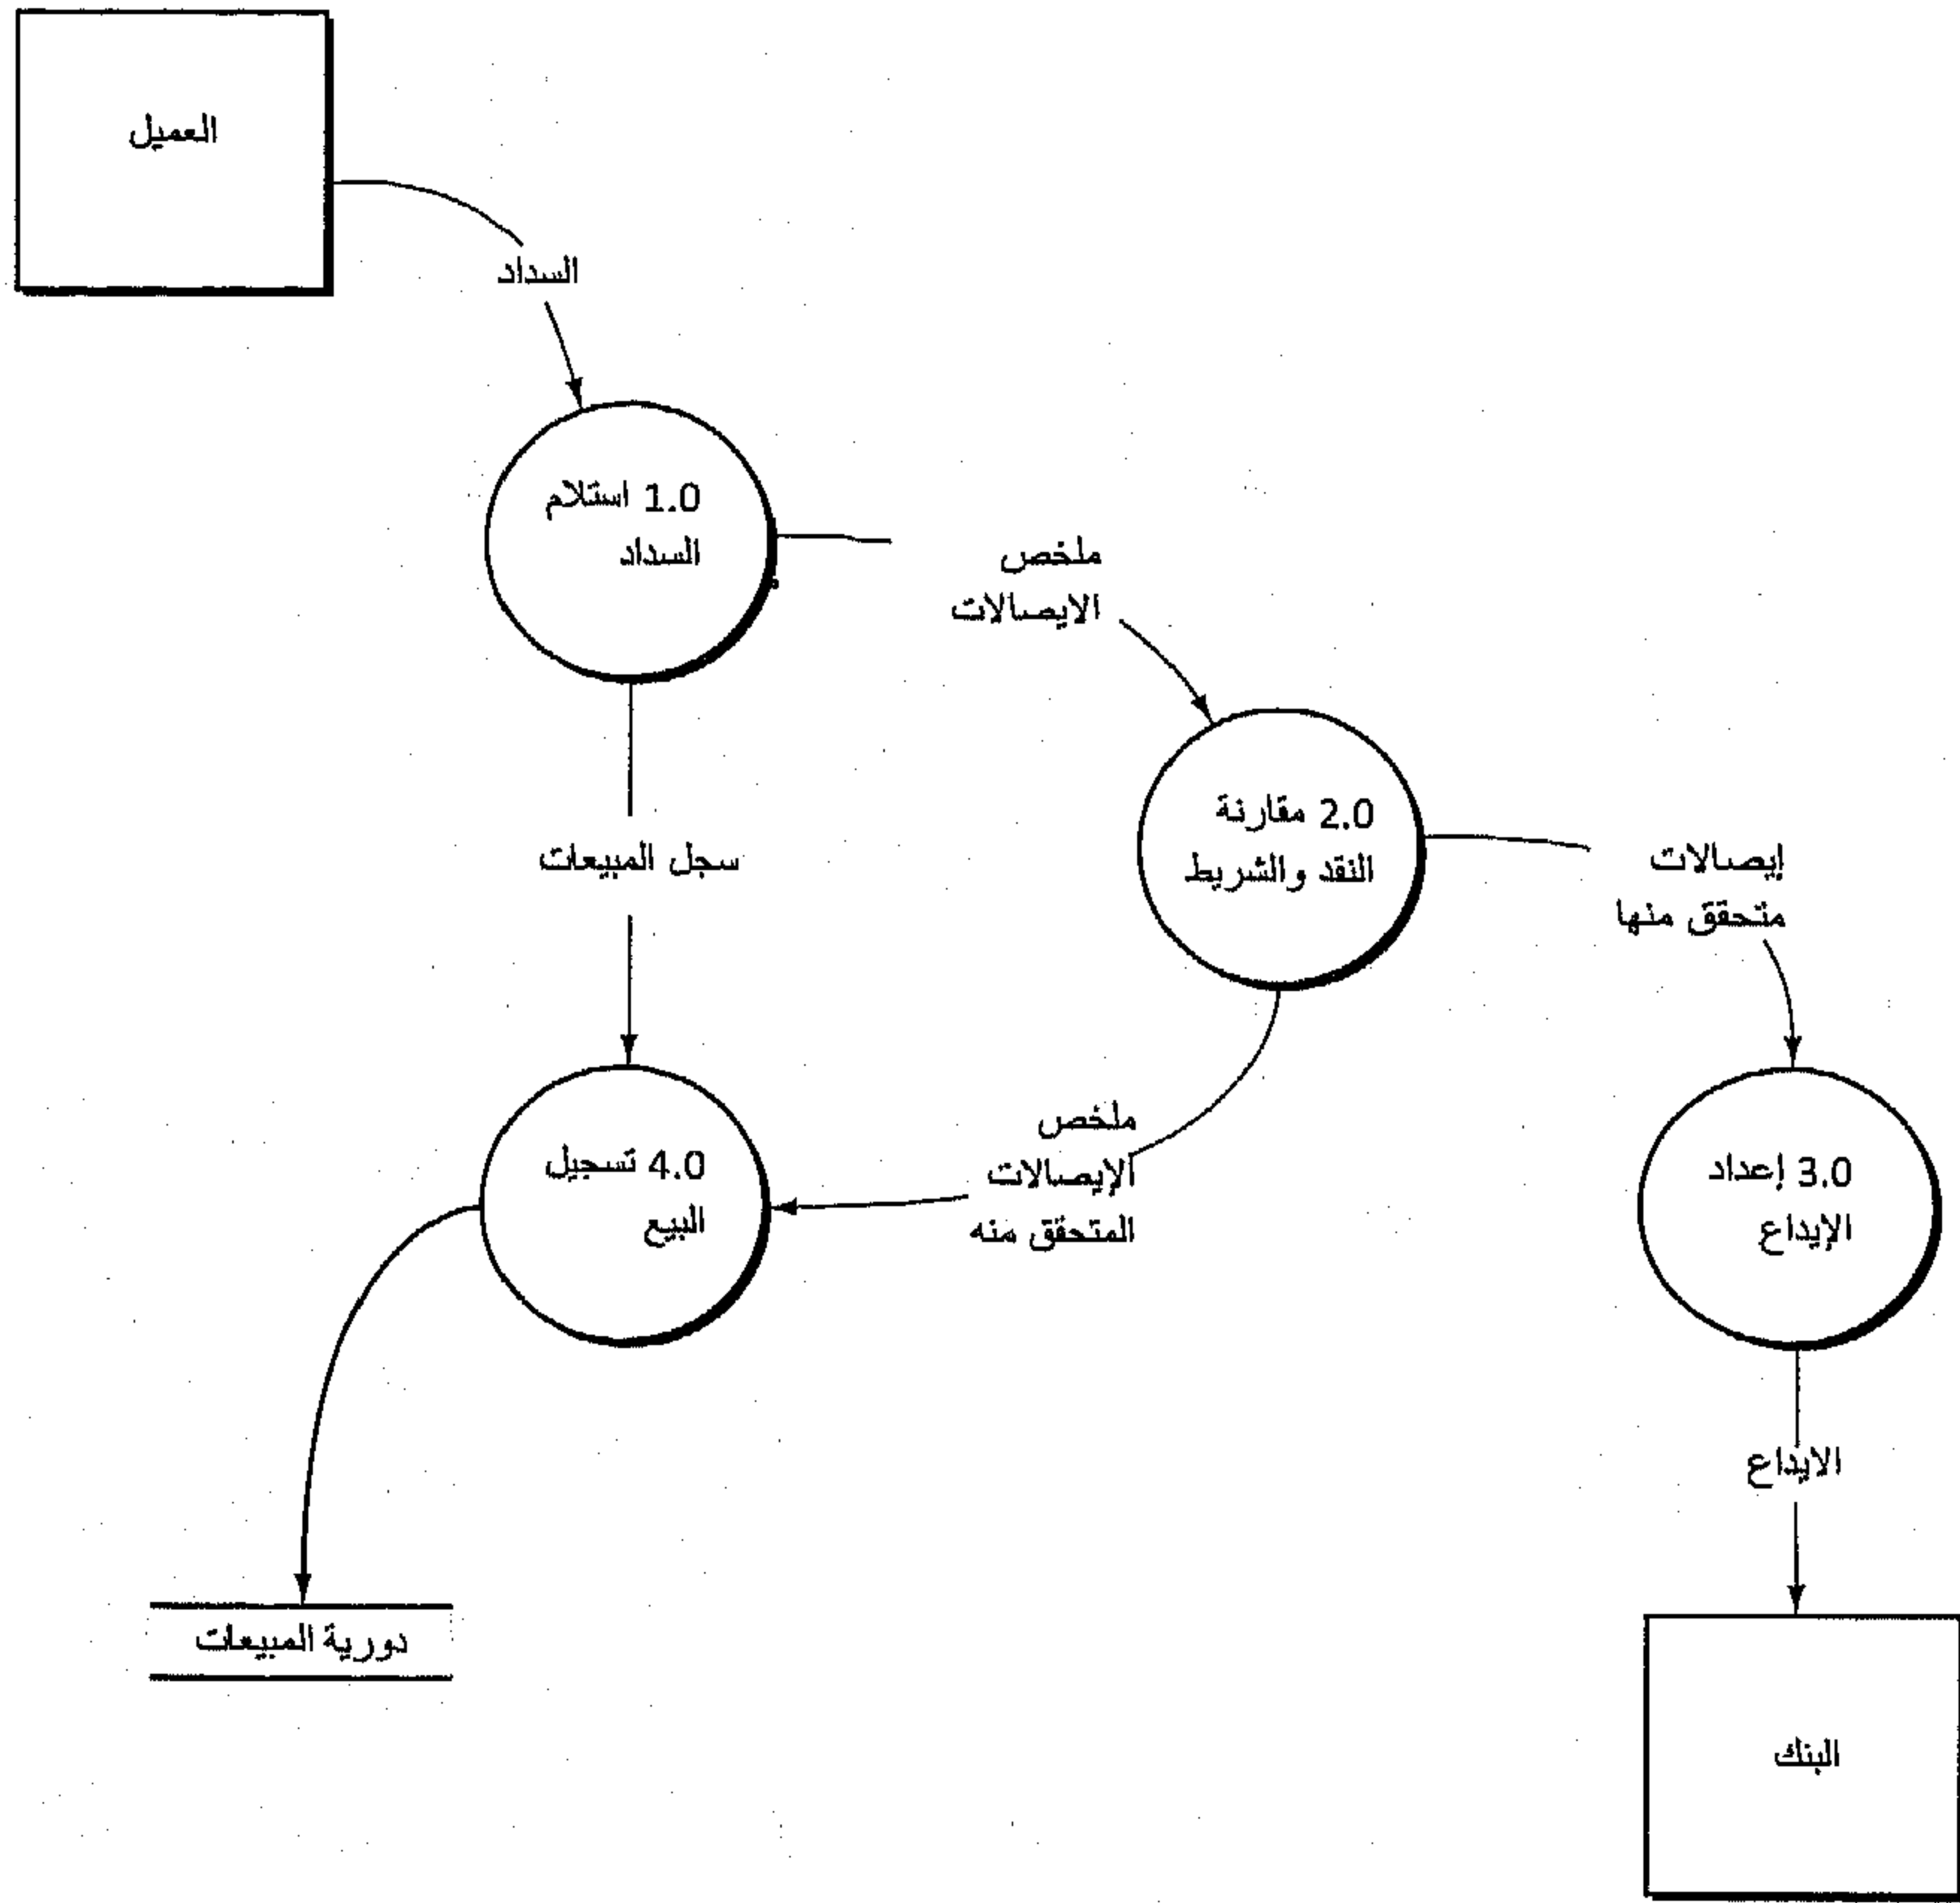 العميل
السداد
1.0 استلام
السداد
ملخص
الايصالات
2.0 مقارنة
النقد والشريط
سجل المبيعات
إيصالات
متحقق منها
4.0 تسجيل
البيع
ملخص
الإيصالات
المتحقق منه
3.0 إعداد
الإيداع
الايداع
دورية المبيعات
البنك